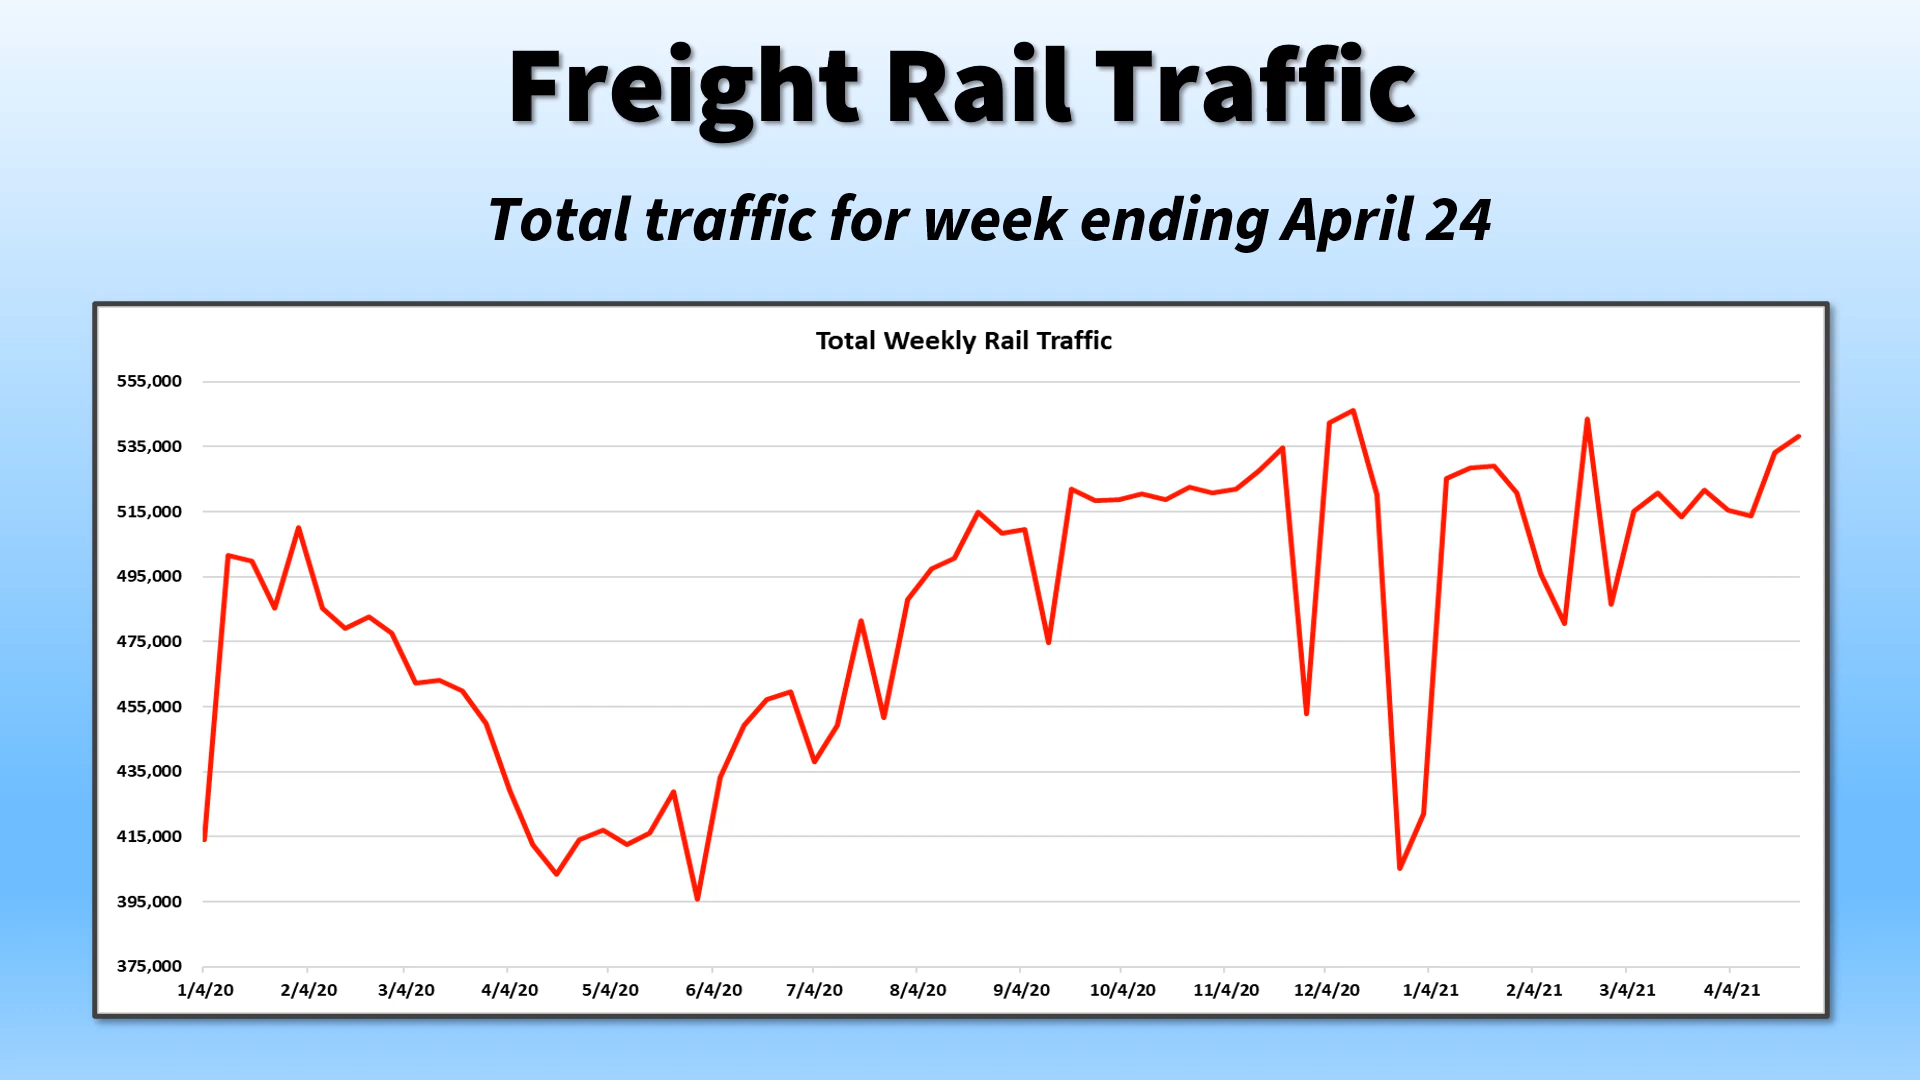 Freight Rail Traffic
Total traffic for week ending April 24
Total Weekly Rail Traffic
555,000
535,000
515,000
495,000
475,000
455,000
435,000
415,000
395,000
375,000
1/4/20 2/4/20 3/4/20 4/4/20 5/4/20 6/4/20 7/4/20 8/4/20 9/4/20 10/4/20 11/4/20 12/4/20 1/4/21 2/4/21 3/4/21 4/4/21